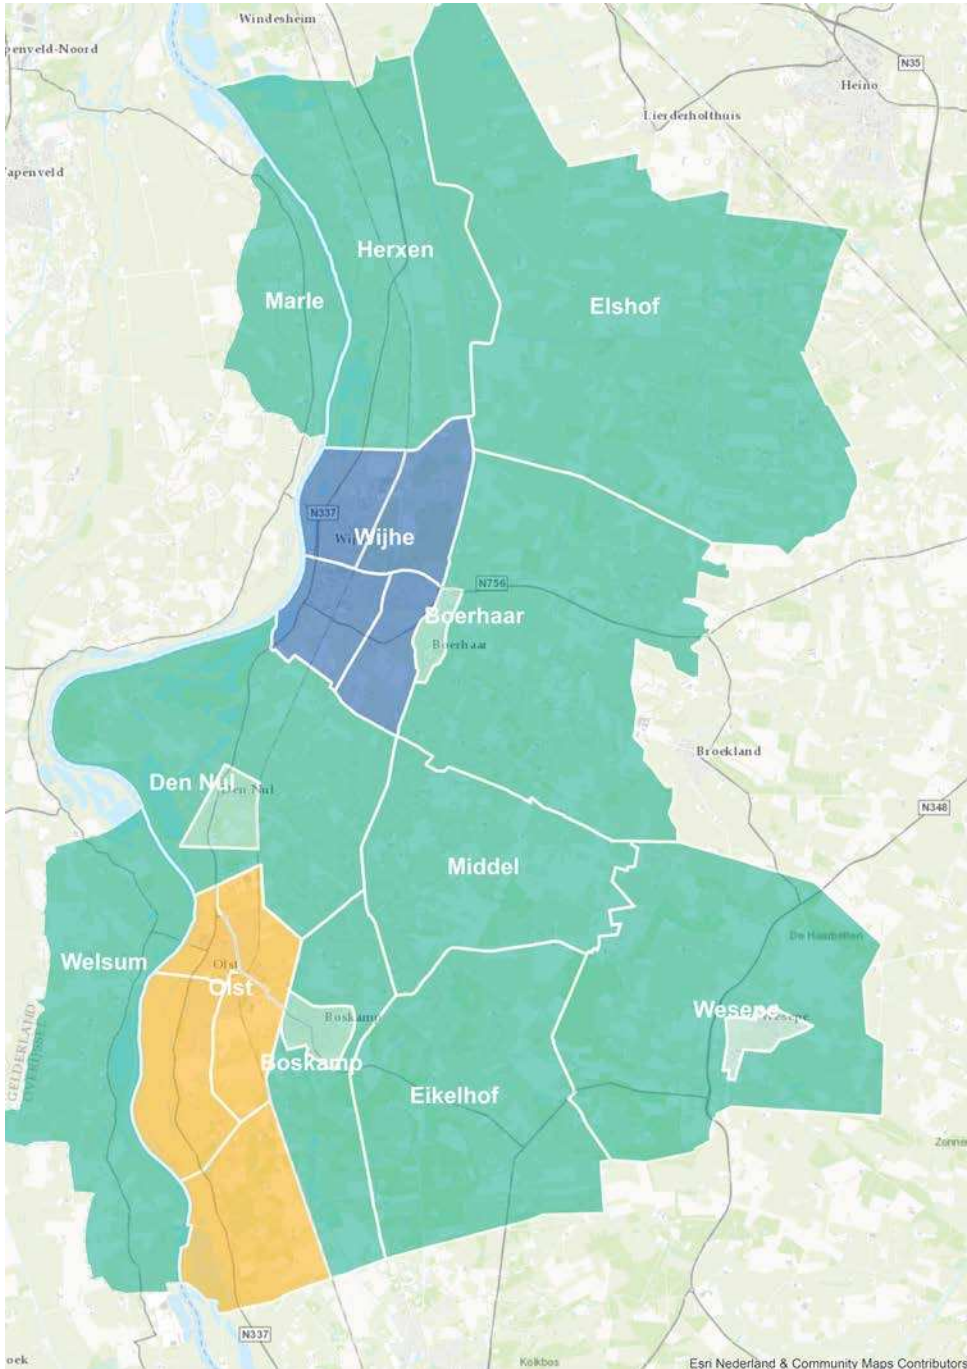 Windesheim
penveld-Noord
N35
Heino
Lierderholthuis
apenveld
Herxen
Marle
Elshof
N337
Wijhe
N756
Boerhaar
Boerhaar
Broekland
Den Nul
Den Nul
N348
Middel
De Haarbelten
Welsum
Olst
Olst
Boskamp
Wesepe
Wesepe
Boskamp
GELDERLAND
OVERIJSSEL
Eikelhof
N337
Kolkbos
oek
Esri Nederland & Community Maps Contributors